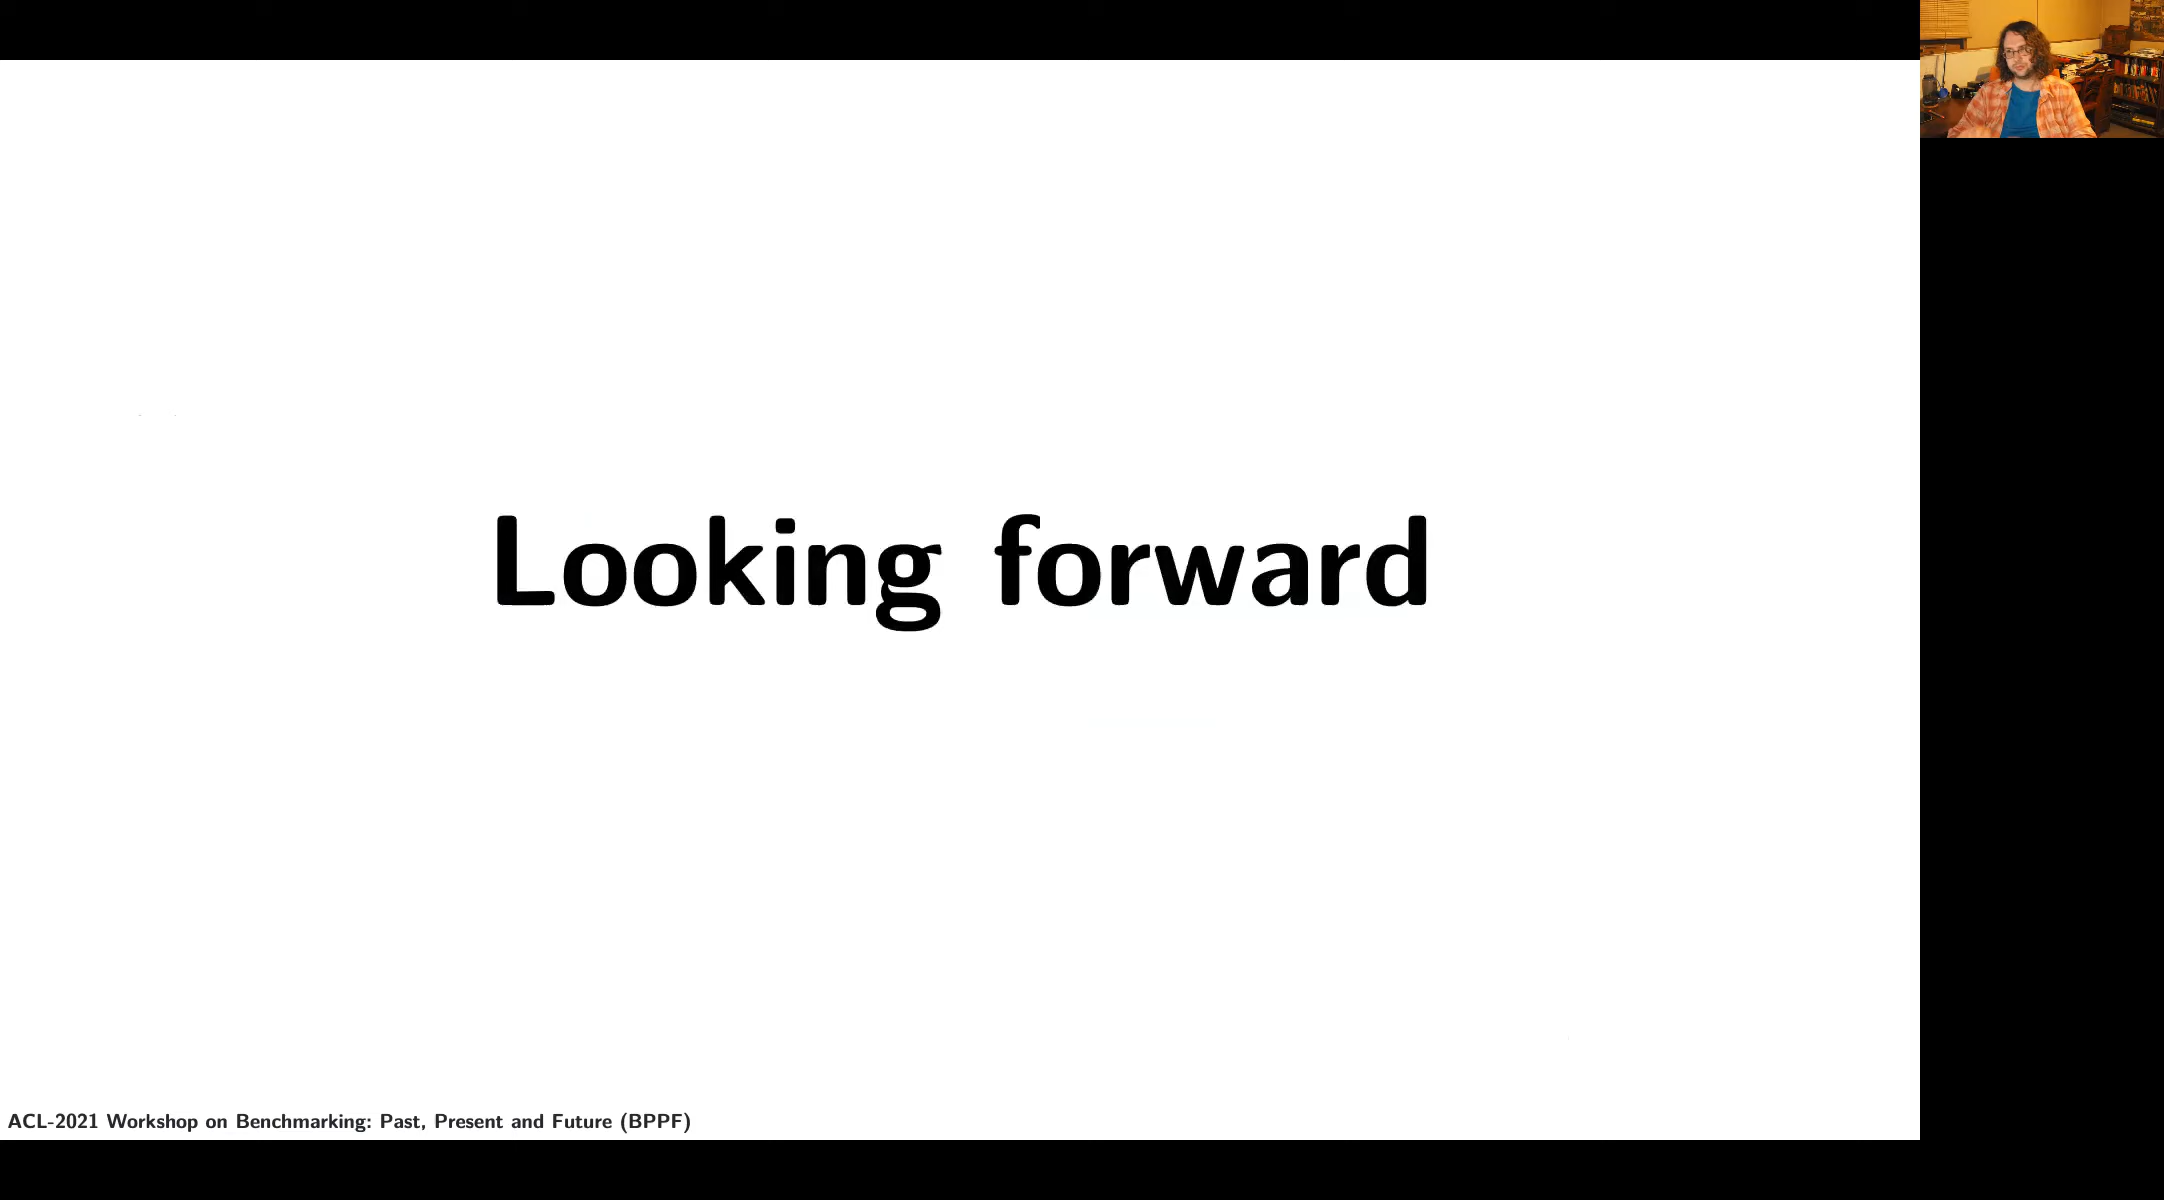 Looking forward
ACL-2021 Workshop on Benchmarking: Past, Present and Future (BPPF)